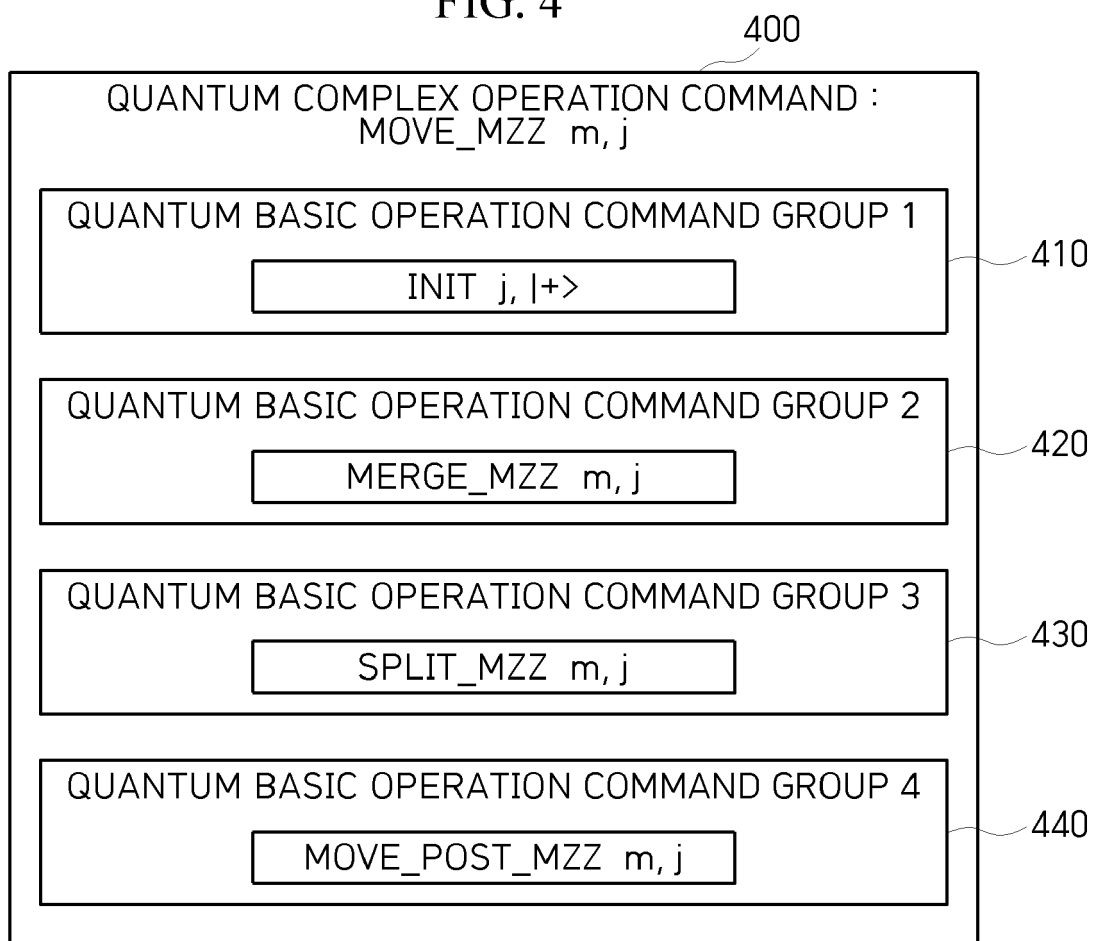 FIG. 4
400
QUANTUM COMPLEX OPERATION COMMAND :
MOVE_MZZ m, j
QUANTUM BASIC OPERATION COMMAND GROUP 1
INIT j, |+>
410
QUANTUM BASIC OPERATION COMMAND GROUP 2
MERGE_MZZ m, j
420
QUANTUM BASIC OPERATION COMMAND GROUP 3
SPLIT_MZZ m, j
430
QUANTUM BASIC OPERATION COMMAND GROUP 4
MOVE_POST_MZZ m, j
440